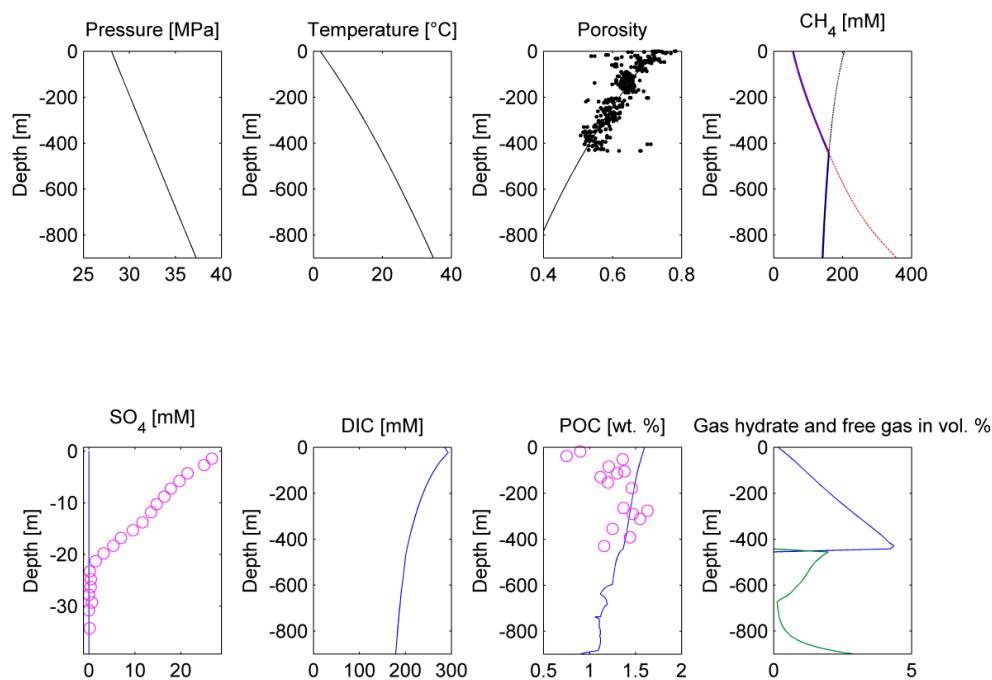 Pressure [MPa]
Temperature [°C]
Porosity
CH4 [mM]
0
-200
-400
-600
-800
Depth [m]
25 30 35 40
0
-200
-400
-600
-800
Depth [m]
0 20 40
0
-200
-400
-600
-800
Depth [m]
0.4 0.6 0.8
0
-200
-400
-600
-800
Depth [m]
0 200 400
SO4 [mM]
DIC [mM]
POC [wt. %]
Gas hydrate and free gas in vol. %
0
-10
-20
-30
Depth [m]
0 10 20
0
-200
-400
-600
-800
Depth [m]
0 100 200 300
0
-200
-400
-600
-800
Depth [m]
0.5 1 1.5 2
0
-200
-400
-600
-800
Depth [m]
0 5